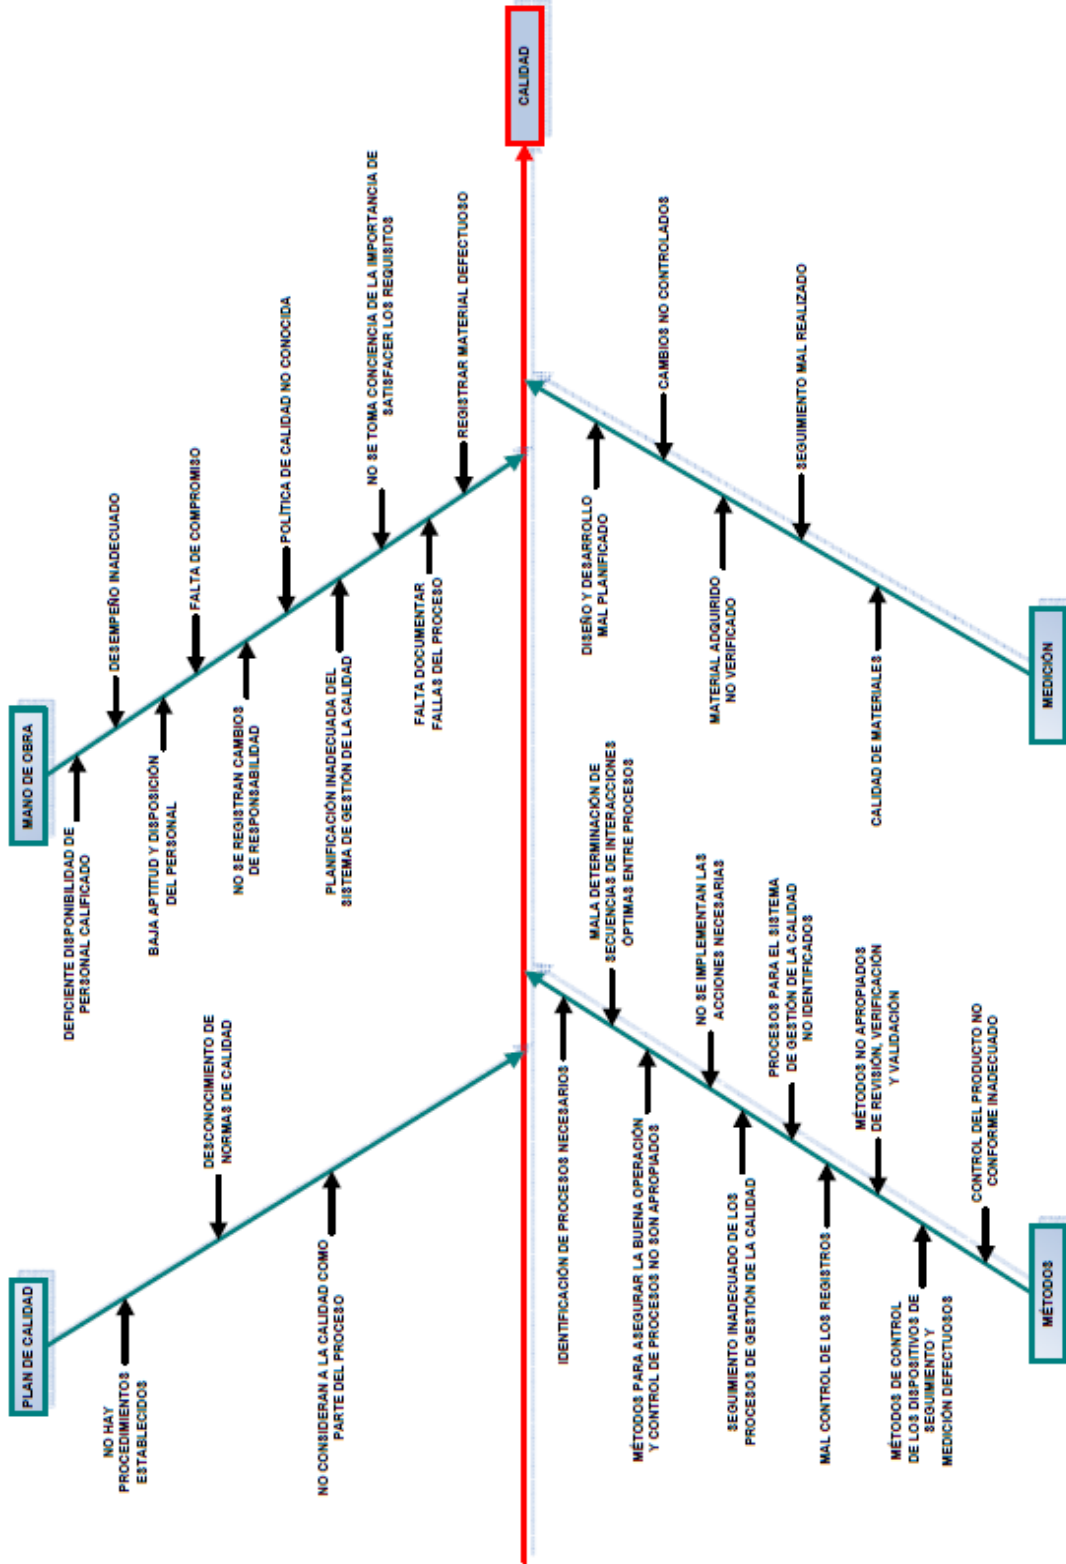 PLAN DE CALIDAD
NO HAY
PROCEDIMIENTOS
ESTABLECIDOS
DESCONOCIMIENTO DE
NORMAS DE CALIDAD
NO CONSIDERAN A LA CALIDAD COMO
PARTE DEL PROCESO
MANO DE OBRA
DEFICIENTE DISPONIBILIDAD DE
PERSONAL CALIFICADO
DESEMPEÑO INADECUADO
BAJA APTITUD Y DISPOSICIÓN
DEL PERSONAL
FALTA DE COMPROMISO
NO SE REGISTRAN CAMBIOS
DE RESPONSABILIDAD
POLÍTICA DE CALIDAD NO CONOCIDA
PLANIFICACIÓN INADECUADA DEL
SISTEMA DE GESTIÓN DE LA CALIDAD
NO SE TOMA CONCIENCIA DE LA IMPORTANCIA DE
SATISFACER LOS REQUISITOS
FALTA DOCUMENTAR
FALLAS DEL PROCESO
REGISTRAR MATERIAL DEFECTUOSO
CALIDAD
IDENTIFICACIÓN DE PROCESOS NECESARIOS
MALA DETERMINACIÓN DE
SECUENCIAS DE INTERACCIONES
ÓPTIMAS ENTRE PROCESOS
MÉTODOS PARA ASEGURAR LA BUENA OPERACIÓN
Y CONTROL DE PROCESOS NO SON APROPIADOS
NO SE IMPLEMENTAN LAS
ACCIONES NECESARIAS
SEGUIMIENTO INADECUADO DE LOS
PROCESOS DE GESTIÓN DE LA CALIDAD
PROCESOS PARA EL SISTEMA
DE GESTIÓN DE LA CALIDAD
NO IDENTIFICADOS
MAL CONTROL DE LOS REGISTROS
MÉTODOS NO APROPIADOS
DE REVISIÓN, VERIFICACIÓN
Y VALIDACION
MÉTODOS DE CONTROL
DE LOS DISPOSITIVOS DE
SEGUIMIENTO Y
MEDICIÓN DEFECTUOSOS
CONTROL DEL PRODUCTO NO
CONFORME INADECUADO
MÉTODOS
DISEÑO Y DESARROLLO
MAL PLANIFICADO
CAMBIOS NO CONTROLADOS
MATERIAL ADQUIRIDO
NO VERIFICADO
SEGUIMIENTO MAL REALIZADO
CALIDAD DE MATERIALES
MEDICIÓN